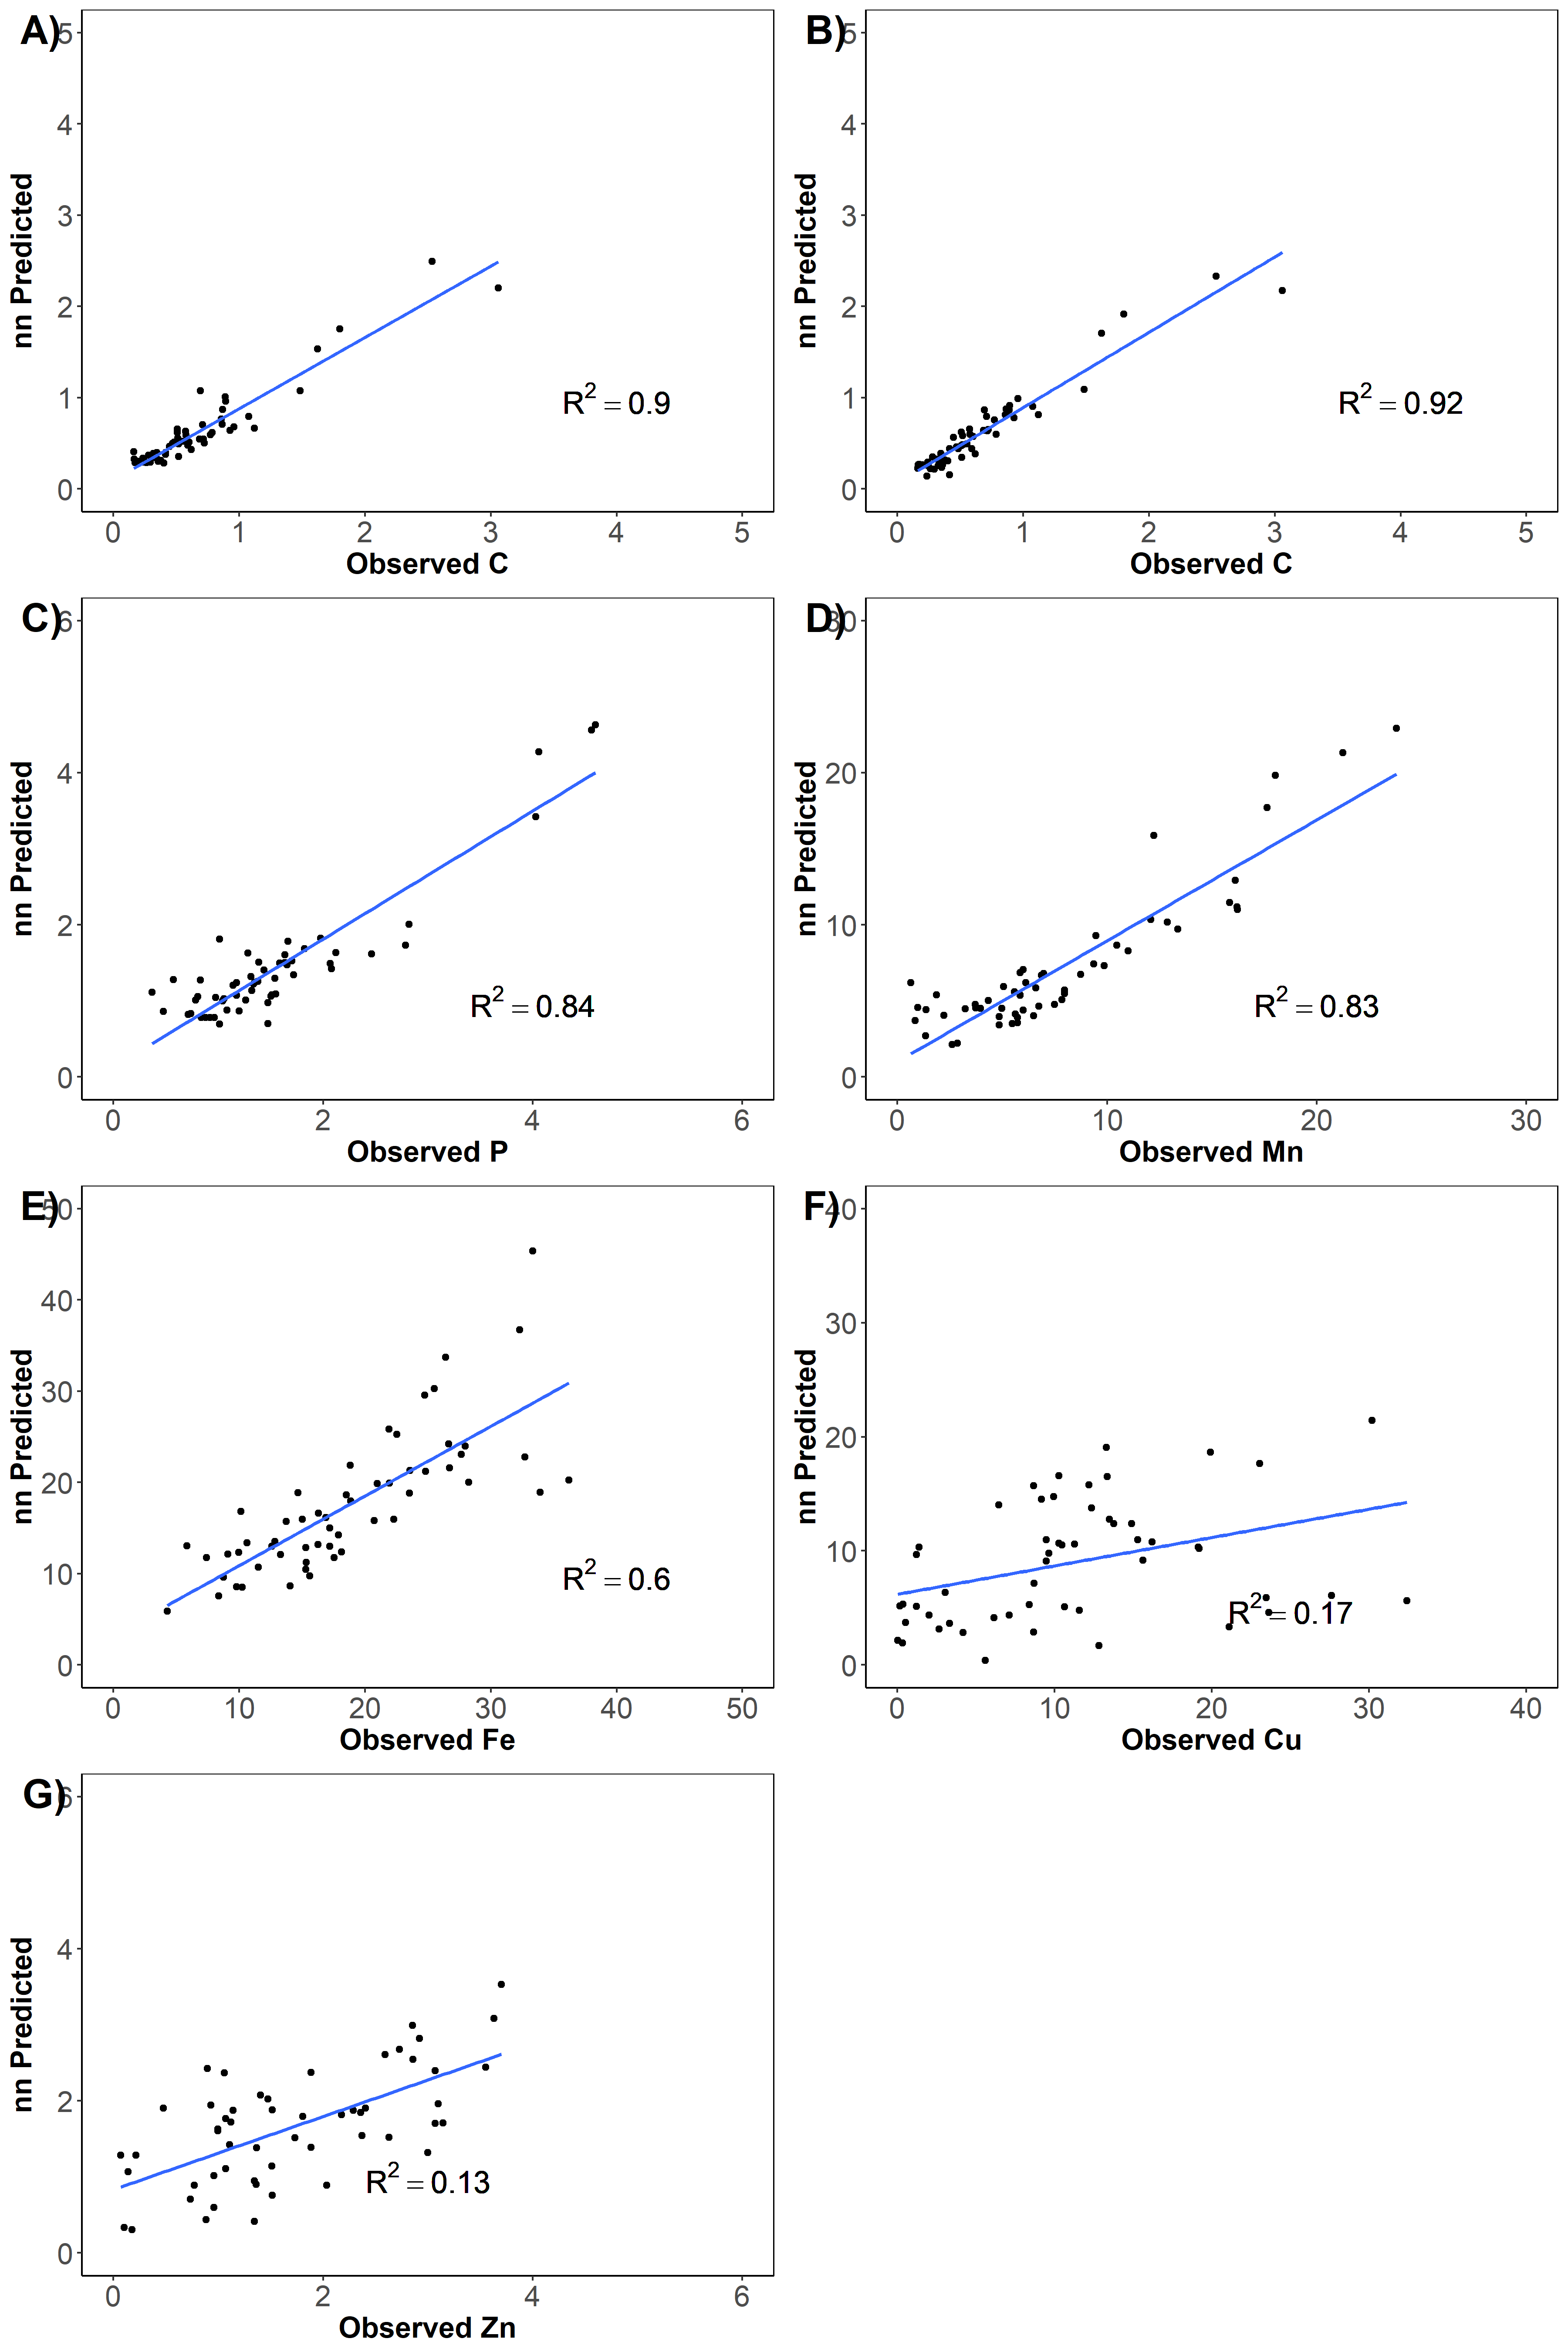 A)
5
4
3
2
1
0
nn Predicted
R² = 0.9
0 1 2 3 4 5
Observed C
B)
5
4
3
2
1
0
nn Predicted
R² = 0.92
0 1 2 3 4 5
Observed C
C)
6
4
2
0
nn Predicted
R² = 0.84
0 2 4 6
Observed P
D)
30
20
10
0
nn Predicted
R² = 0.83
0 10 20 30
Observed Mn
E)
50
40
30
20
10
0
nn Predicted
R² = 0.6
0 10 20 30 40 50
Observed Fe
F)
40
30
20
10
0
nn Predicted
R² = 0.17
0 10 20 30 40
Observed Cu
G)
6
4
2
0
nn Predicted
R² = 0.13
0 2 4 6
Observed Zn